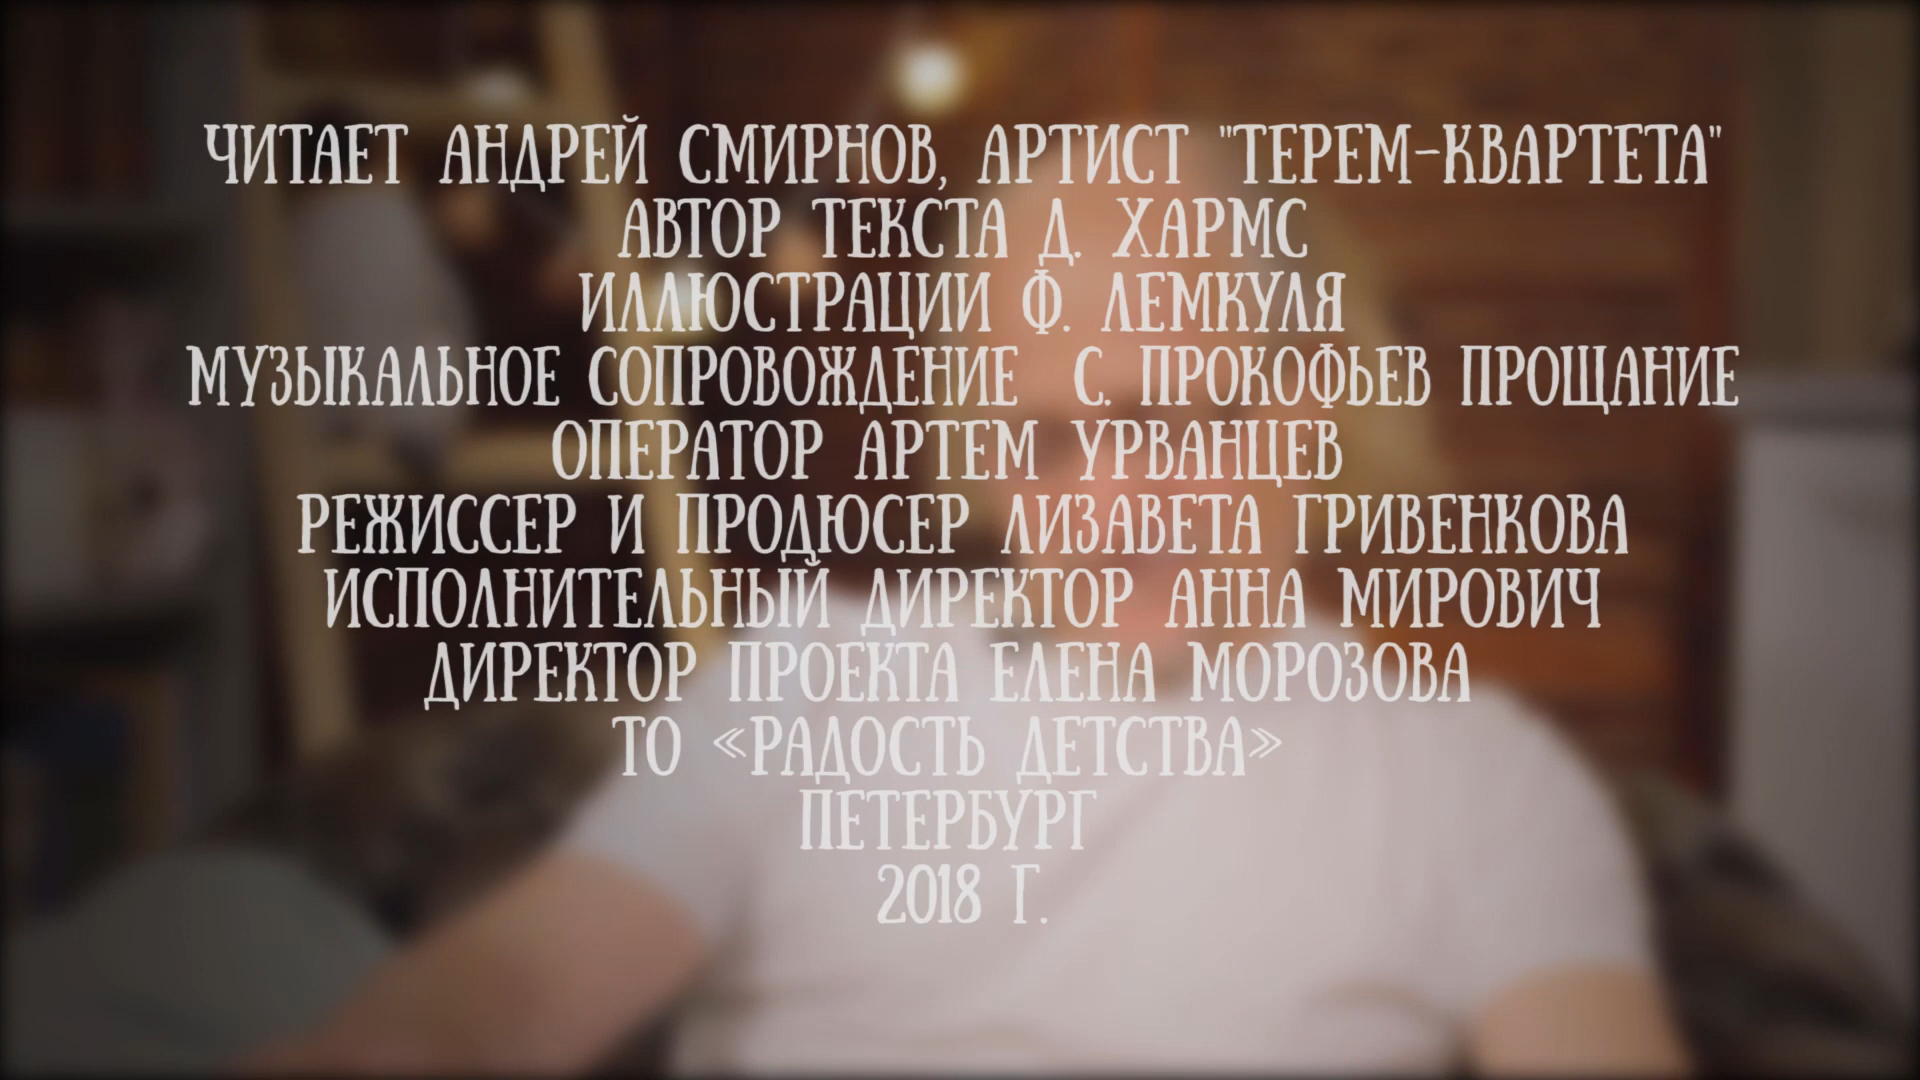 ЧИТАЕТ АНДРЕЙ СМИРНОВ, АРТИСТ "ТЕРЕМ-КВАРТЕТА"
АВТОР ТЕКСТА Д. ХАРМС
ИЛЛЮСТРАЦИИ Ф. ЛЕМКУЛЯ
МУЗЫКАЛЬНОЕ СОПРОВОЖДЕНИЕ С. ПРОКОФЬЕВ ПРОЩАНИЕ
ОПЕРАТОР АРТЕМ УРВАНЦЕВ
РЕЖИССЕР И ПРОДЮСЕР ЛИЗАВЕТА ГРИВЕНКОВА
ИСПОЛНИТЕЛЬНЫЙ ДИРЕКТОР АННА МИРОВИЧ
ДИРЕКТОР ПРОЕКТА ЕЛЕНА МОРОЗОВА
ТО «РАДОСТЬ ДЕТСТВА»
ПЕТЕРБУРГ
2018 Г.